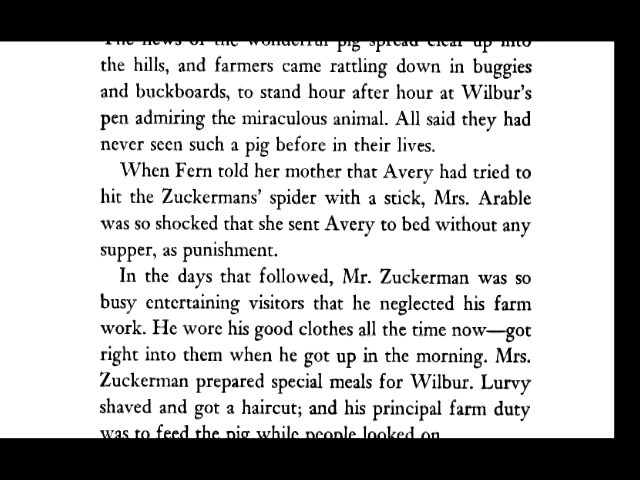 The news of the wonderful pig spread clear up into
the hills, and farmers came rattling down in buggies
and buckboards, to stand hour after hour at Wilbur's
pen admiring the miraculous animal. All said they had
never seen such a pig before in their lives.
When Fern told her mother that Avery had tried to
hit the Zuckermans' spider with a stick, Mrs. Arable
was so shocked that she sent Avery to bed without any
supper, as punishment.
In the days that followed, Mr. Zuckerman was so
busy entertaining visitors that he neglected his farm
work. He wore his good clothes all the time now—got
right into them when he got up in the morning. Mrs.
Zuckerman prepared special meals for Wilbur. Lurvy
shaved and got a haircut; and his principal farm duty
was to feed the pig while people looked on